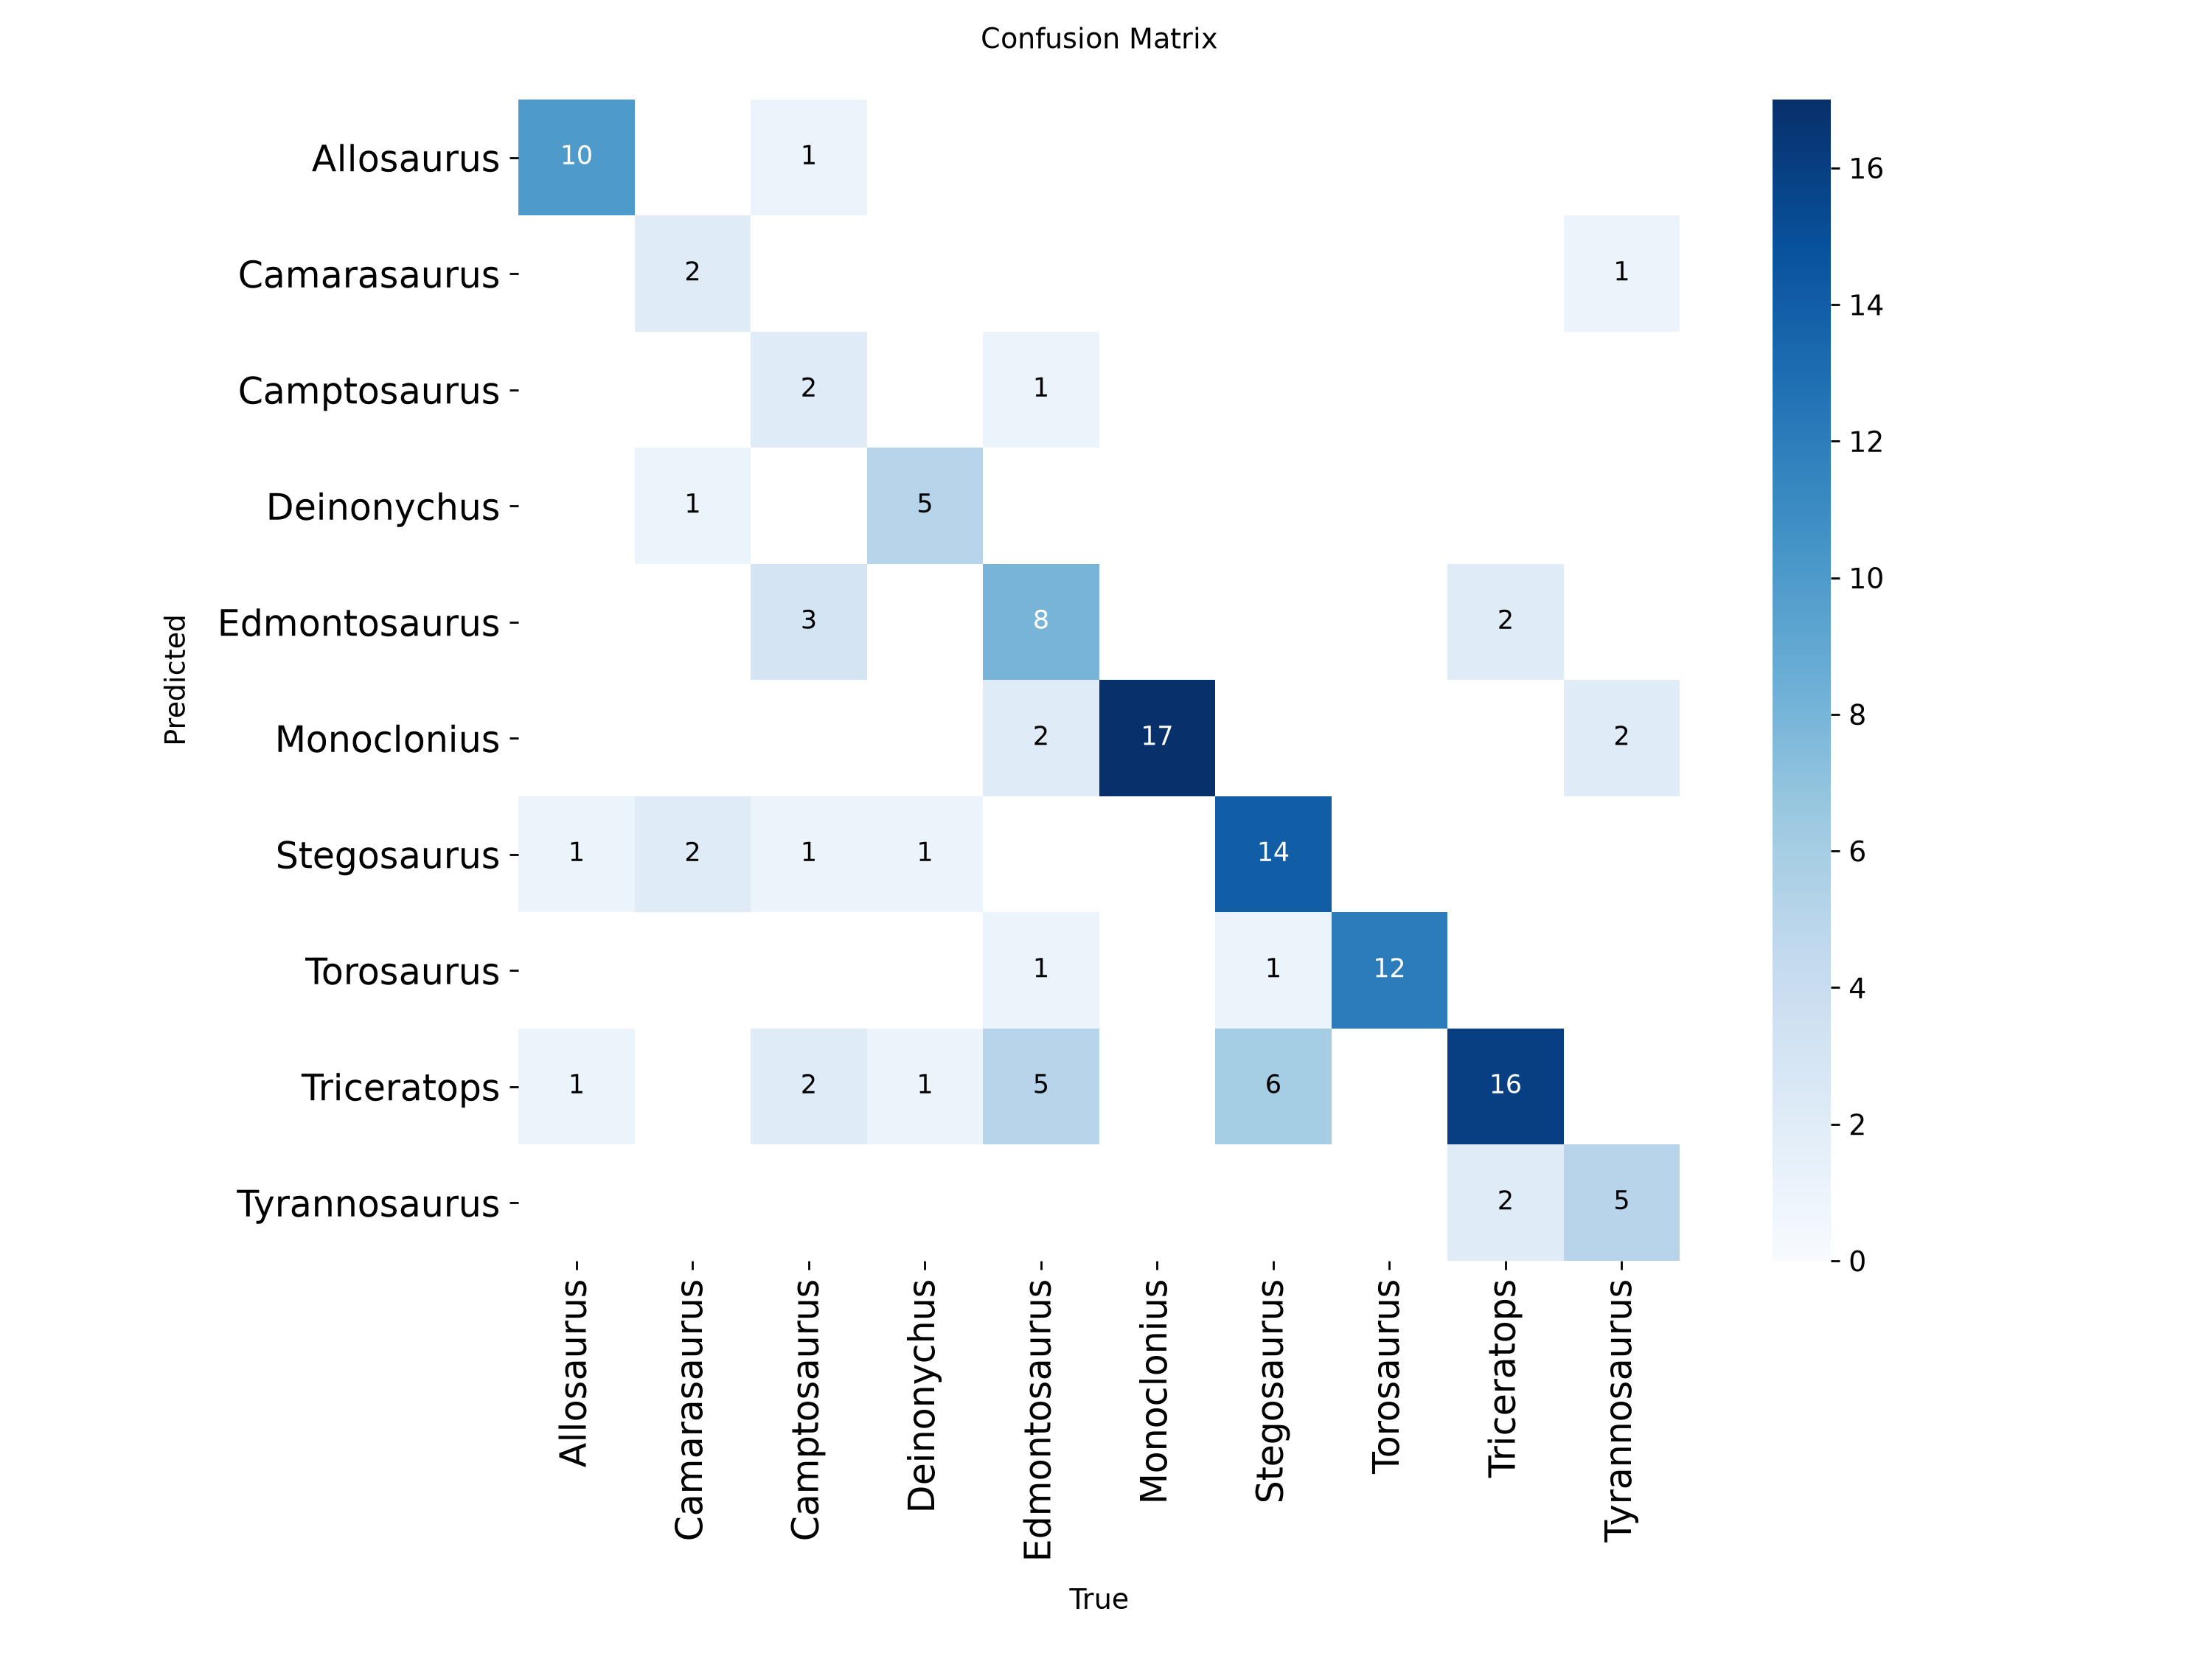 Confusion Matrix
Allosaurus 10 1
Camarasaurus 2 1
Camptosaurus 2 1
Deinonychus 1 5
Edmontosaurus 3 8 2
Monoclonius 2 17 2
Stegosaurus 1 2 1 1 14
Torosaurus 1 1 12
Triceratops 1 2 1 5 6 16
Tyrannosaurus 2 5
Predicted
Allosaurus
Camarasaurus
Camptosaurus
Deinonychus
Edmontosaurus
Monoclonius
Stegosaurus
Torosaurus
Triceratops
Tyrannosaurus
True
16
14
12
10
8
6
4
2
0